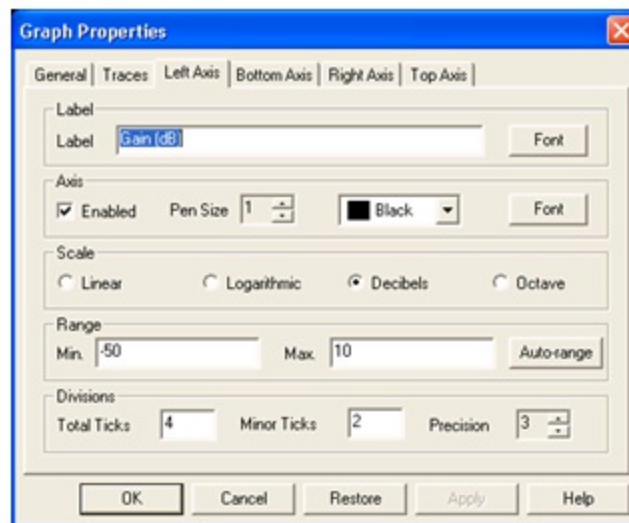 Graph Properties
General Traces Left Axis Bottom Axis Right Axis Top Axis
Label
Label Gain (dB) Font
Axis
Enabled Pen Size 1 Black Font
Scale
Linear Logarithmic Decibels Octave
Range
Min. -50 Max. 10 Auto-range
Divisions
Total Ticks 4 Minor Ticks 2 Precision 3
OK Cancel Restore Apply Help